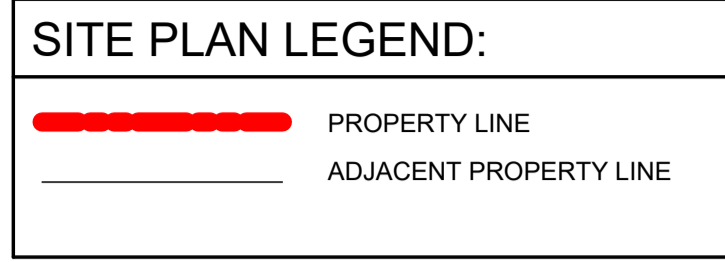 SITE PLAN LEGEND:
PROPERTY LINE
ADJACENT PROPERTY LINE